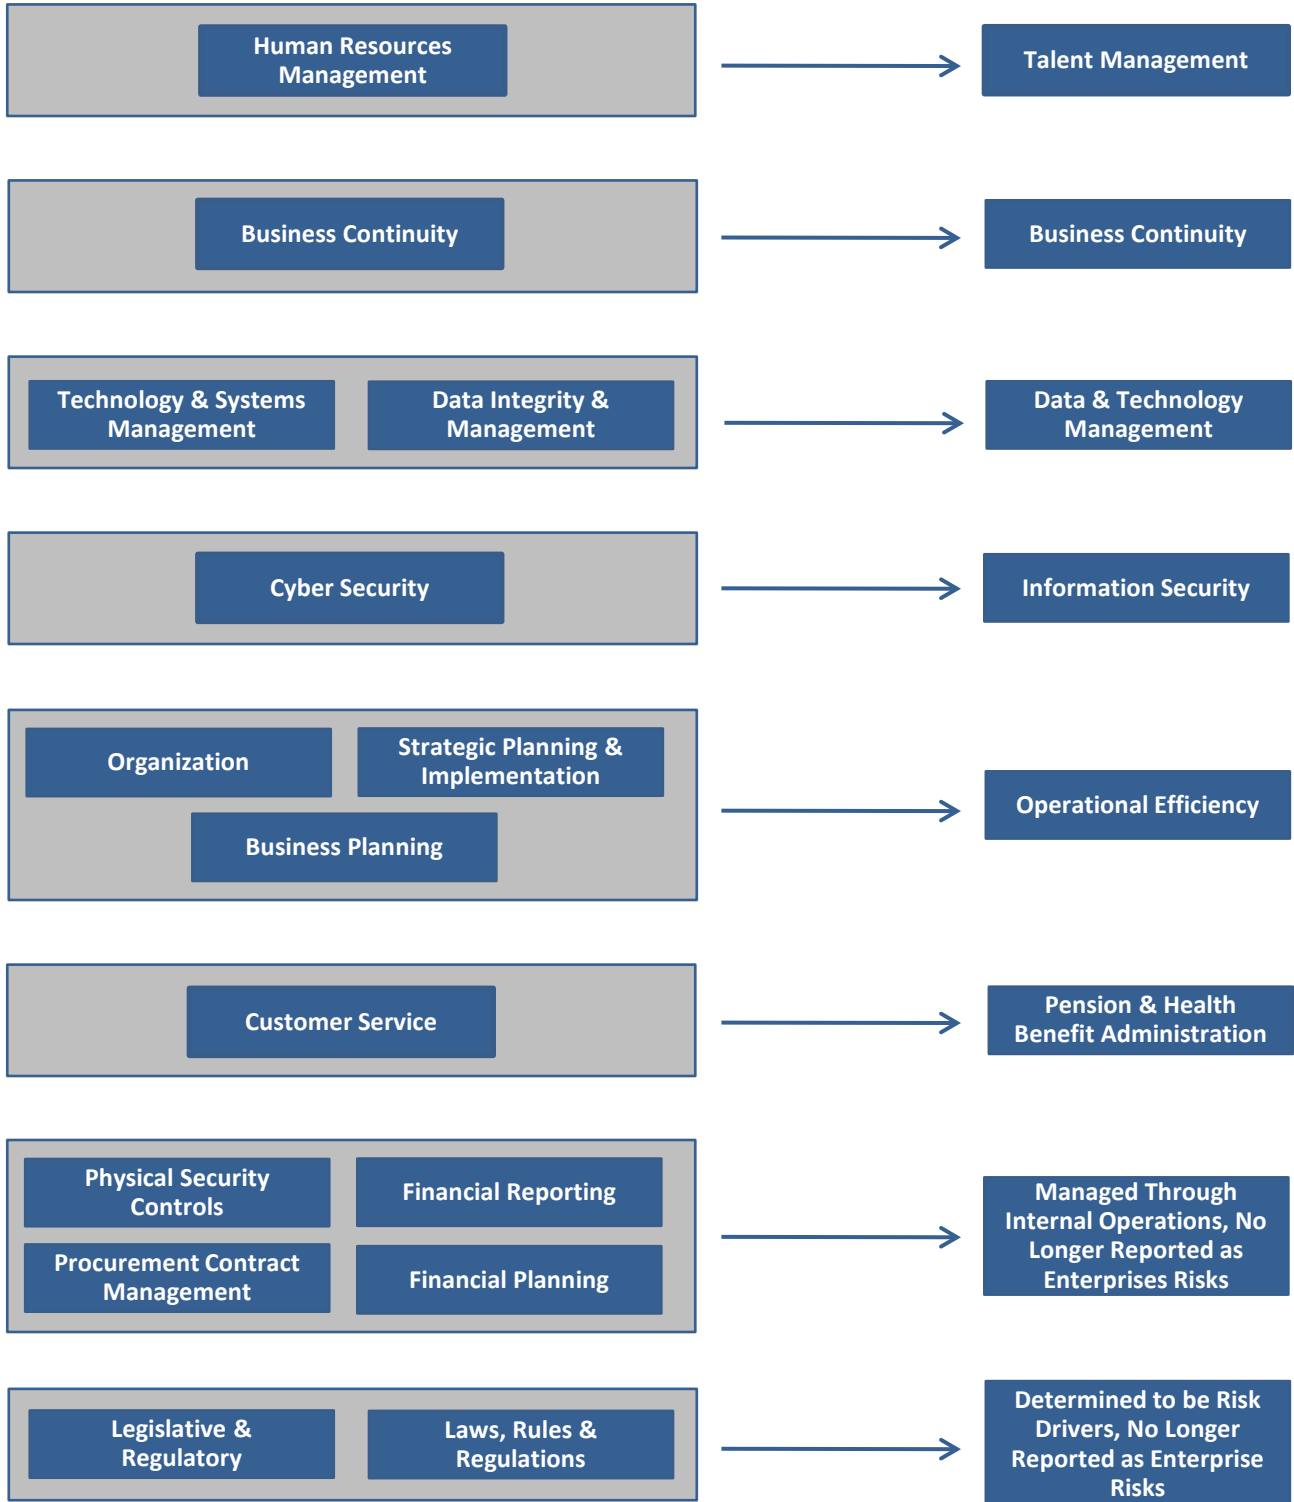 Human Resources
Management
Talent Management
Business Continuity
Business Continuity
Technology & Systems
Management
Data Integrity &
Management
Data & Technology
Management
Cyber Security
Information Security
Organization
Strategic Planning &
Implementation
Business Planning
Operational Efficiency
Customer Service
Pension & Health
Benefit Administration
Physical Security
Controls
Financial Reporting
Procurement Contract
Management
Financial Planning
Managed Through
Internal Operations, No
Longer Reported as
Enterprises Risks
Legislative &
Regulatory
Laws, Rules &
Regulations
Determined to be Risk
Drivers, No Longer
Reported as Enterprise
Risks